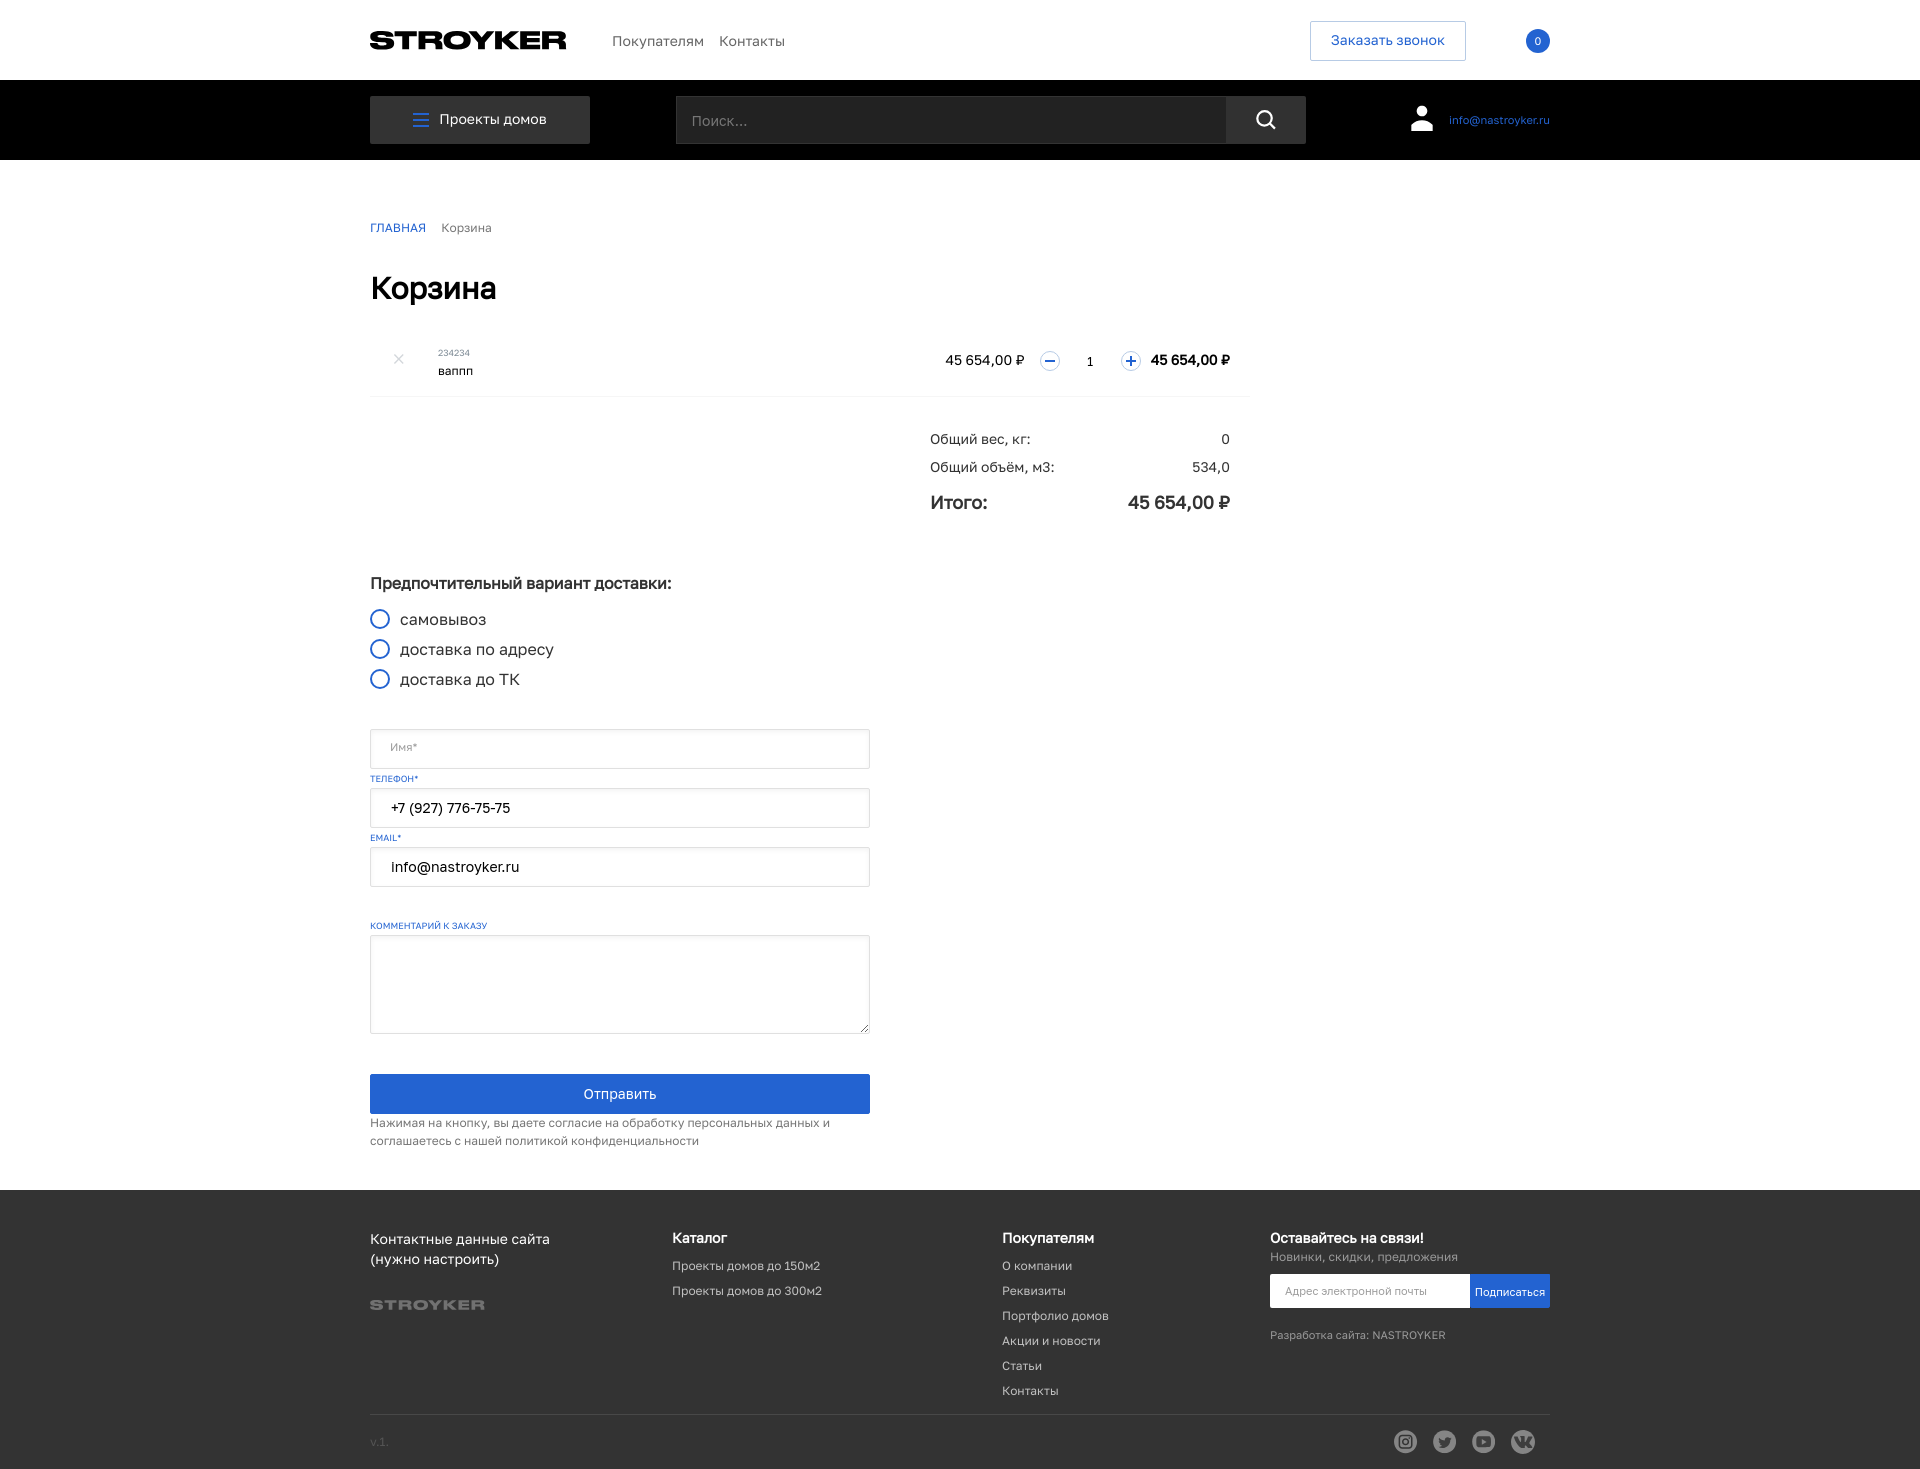 STROYKER
Покупателям Контакты
Заказать звонок
0
Проекты домов
Поиск...
info@nastroyker.ru
ГЛАВНАЯ Корзина
Корзина
234234
ваппп
45 654,00 ₽ 1 45 654,00 ₽
Общий вес, кг: 0
Общий объём, м3: 534,0
Итого: 45 654,00 ₽
Предпочтительный вариант доставки:
самовывоз
доставка по адресу
доставка до ТК
Имя*
ТЕЛЕФОН*
+7 (927) 776-75-75
EMAIL*
info@nastroyker.ru
КОММЕНТАРИЙ К ЗАКАЗУ
Отправить
Нажимая на кнопку, вы даете согласие на обработку персональных данных и
соглашаетесь с нашей политикой конфиденциальности
Контактные данные сайта
(нужно настроить)
STROYKER
Каталог
Проекты домов до 150м2
Проекты домов до 300м2
Покупателям
О компании
Реквизиты
Портфолио домов
Акции и новости
Статьи
Контакты
Оставайтесь на связи!
Новинки, скидки, предложения
Адрес электронной почты
Подписаться
Разработка сайта: NASTROYKER
v.1.